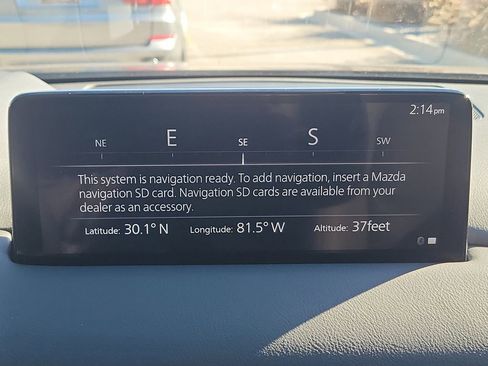 2:14pm
NE E SE S SW
This system is navigation ready. To add navigation, insert a Mazda
navigation SD card. Navigation SD cards are available from your
dealer as an accessory.
Latitude: 30.1° N Longitude: 81.5° W Altitude: 37feet